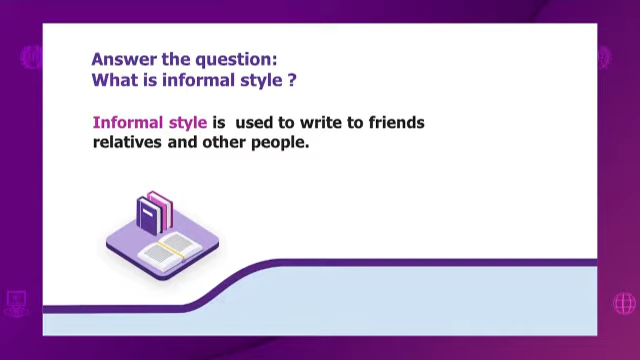 Answer the question:
What is informal style ?
Informal style is used to write to friends
relatives and other people.